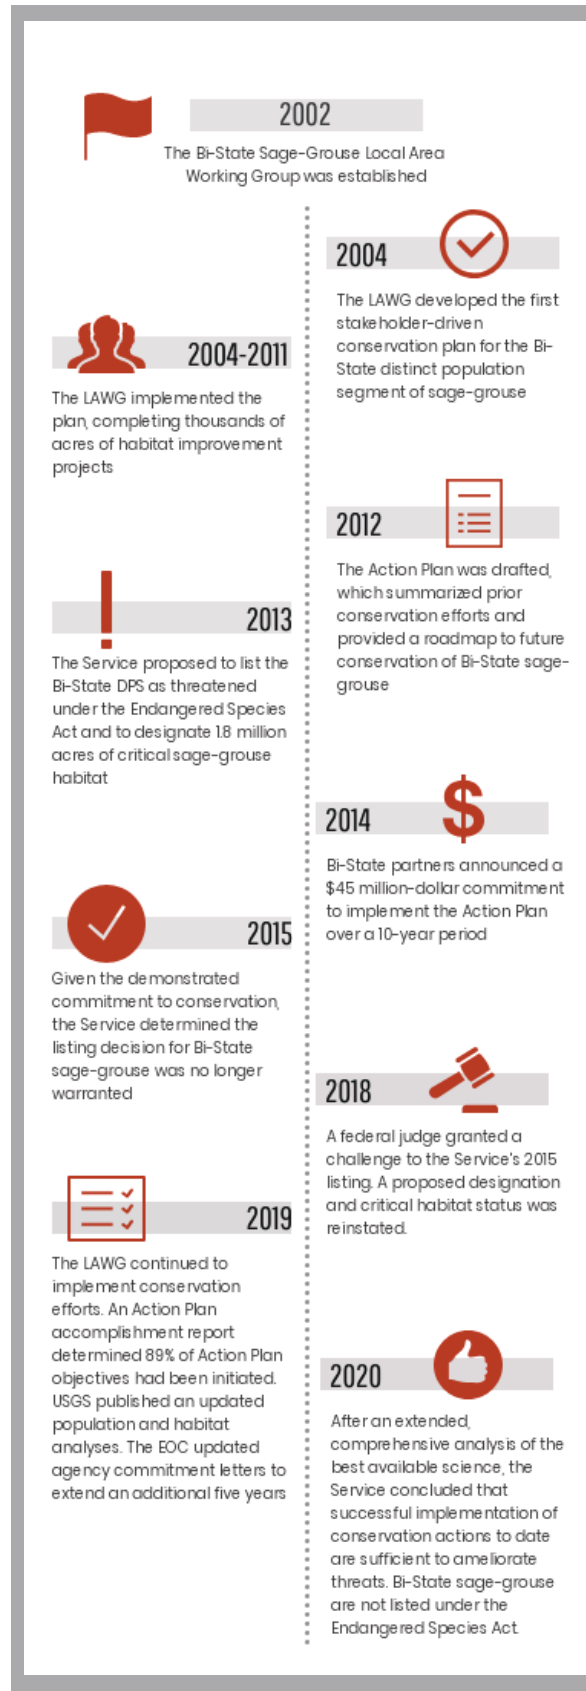 2002
The Bi-State Sage-Grouse Local Area
Working Group was established
2004
The LAWG developed the first
stakeholder-driven
conservation plan for the Bi-
State distinct population
segment of sage-grouse
2004-2011
The LAWG implemented the
plan, completing thousands of
acres of habitat improvement
projects
2012
The Action Plan was drafted,
which summarized prior
conservation efforts and
provided a roadmap to future
conservation of Bi-State sage-
grouse
2013
The Service proposed to list the
Bi-State DPS as threatened
under the Endangered Species
Act and to designate 1.8 million
acres of critical sage-grouse
habitat
2014
Bi-State partners announced a
$45 million-dollar commitment
to implement the Action Plan
over a 10-year period
2015
Given the demonstrated
commitment to conservation,
the Service determined the
listing decision for Bi-State
sage-grouse was no longer
warranted
2018
A federal judge granted a
challenge to the Service's 2015
listing. A proposed designation
and critical habitat status was
reinstated.
2019
The LAWG continued to
implement conservation
efforts. An Action Plan
accomplishment report
determined 89% of Action Plan
objectives had been initiated.
USGS published an updated
population and habitat
analyses. The EOC updated
agency commitment letters to
extend an additional five years
2020
After an extended,
comprehensive analysis of the
best available science, the
Service concluded that
successful implementation of
conservation actions to date
are sufficient to ameliorate
threats. Bi-State sage-grouse
are not listed under the
Endangered Species Act.